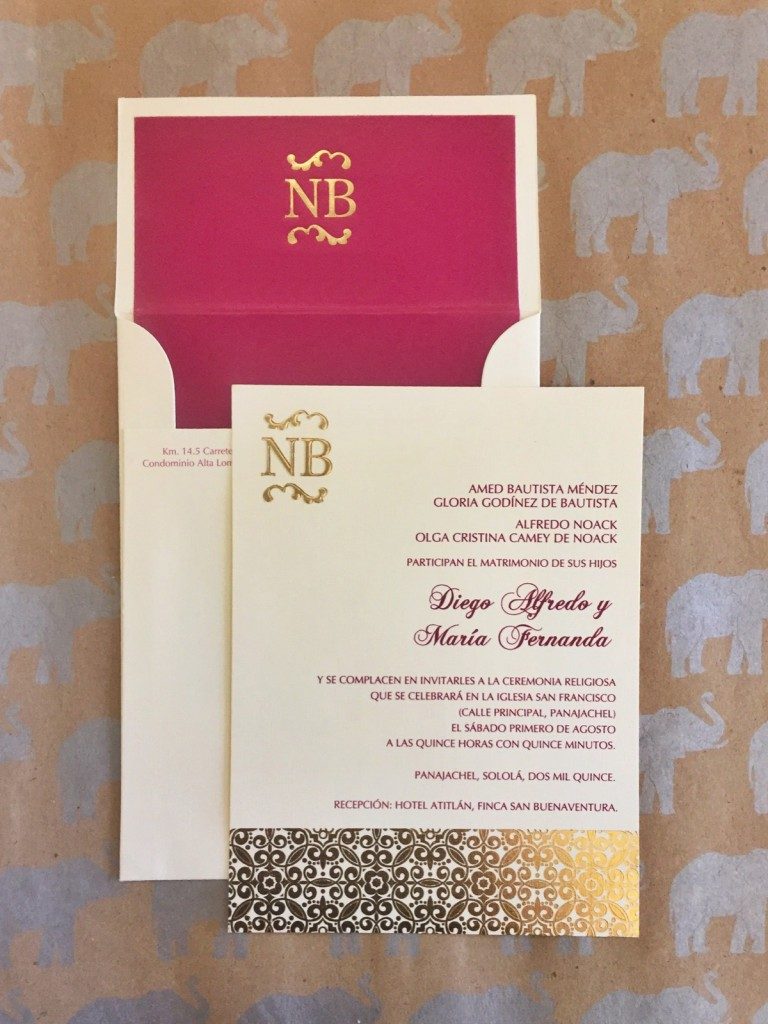 NB
Km. 14.5
Condominio Alta
NB
AMED BAUTISTA MÉNDEZ
GLORIA GODÍNEZ DE BAUTISTA
ALFREDO NOACK
OLGA CRISTINA CAMEY DE NOACK
PARTICIPAN EL MATRIMONIO DE SUS HIJOS
Diego Alfredo y
María Fernanda
Y SE COMPLACEN EN INVITARLES A LA CEREMONIA RELIGIOSA
QUE SE CELEBRARÁ EN LA IGLESIA SAN FRANCISCO
(CALLE PRINCIPAL, PANAJACHEL)
EL SÁBADO PRIMERO DE AGOSTO
A LAS QUINCE HORAS CON QUINCE MINUTOS.
PANAJACHEL, SOLOLÁ, DOS MIL QUINCE.
RECEPCIÓN: HOTEL ATITLÁN, FINCA SAN BUENAVENTURA.